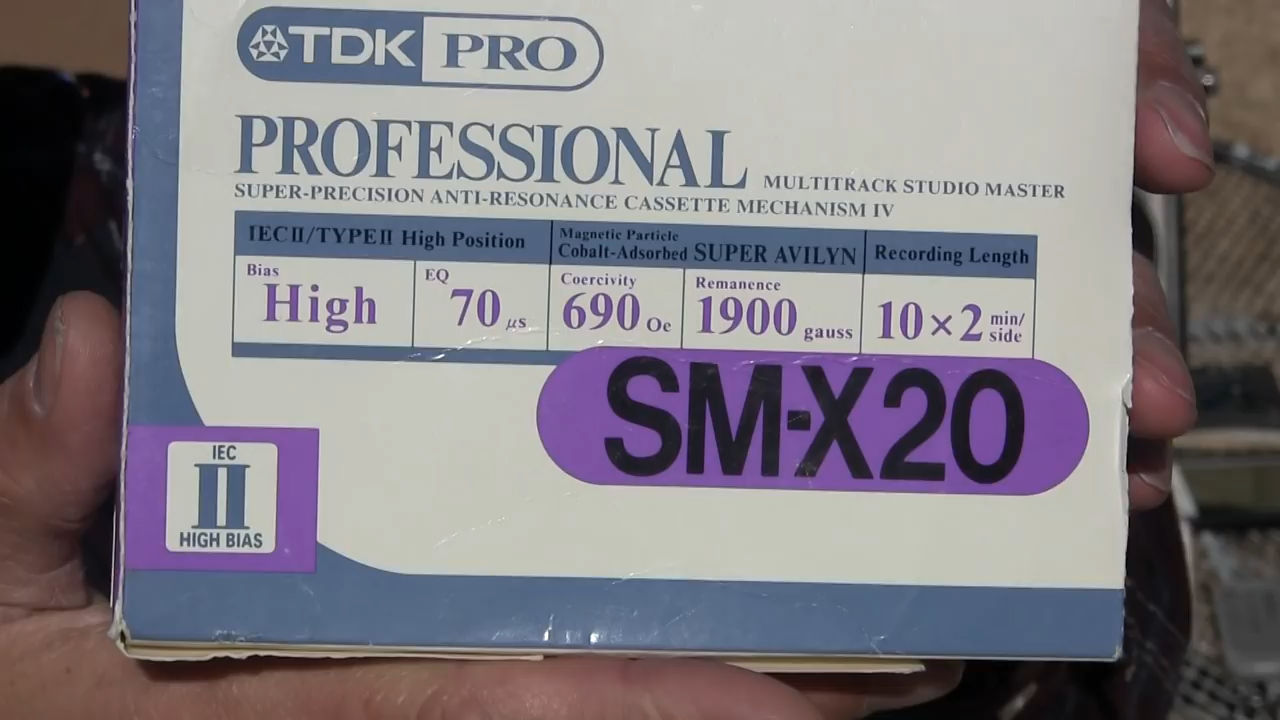 TDK PRO
PROFESSIONAL MULTITRACK STUDIO MASTER
SUPER-PRECISION ANTI-RESONANCE CASSETTE MECHANISM IV
IEC II/TYPE II High Position
Magnetic Particle
Cobalt-Adsorbed SUPER AVILYN
Recording Length
Bias
High
EQ
70 μs
Coercivity
690 Oe
Remanence
1900 gauss
10×2 min/side
SM-X20
IEC
II
HIGH BIAS